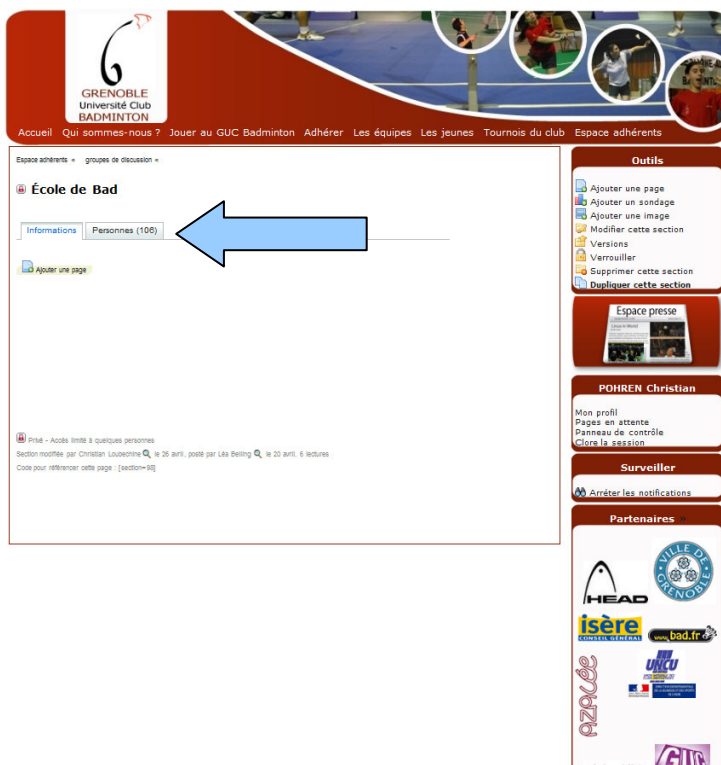 GRENOBLE
Université Club
BADMINTON
Accueil Qui sommes-nous ? Jouer au GUC Badminton Adhérer Les équipes Les jeunes Tournois du club Espace adhérents
Espace adhérents « groupes de discussion «
École de Bad
Informations Personnes (106)
Ajouter une page
Privé - Accès limité à quelques personnes
Section modifiée par Christian Loubechine le 26 avril, posté par Léa Belling le 20 avril. 6 lectures
Code pour référencer cette page : [section=98]
Outils
Ajouter une page
Ajouter un sondage
Ajouter une image
Modifier cette section
Versions
Verrouiller
Supprimer cette section
Dupliquer cette section
Espace presse
POHREN Christian
Mon profil
Pages en attente
Panneau de contrôle
Clore la session
Surveiller
Arrêter les notifications
Partenaires
VILLE DE GRENOBLE
HEAD
isère
CONSEIL GÉNÉRAL
www.bad.fr
UNCU
AZALÉE
GUC